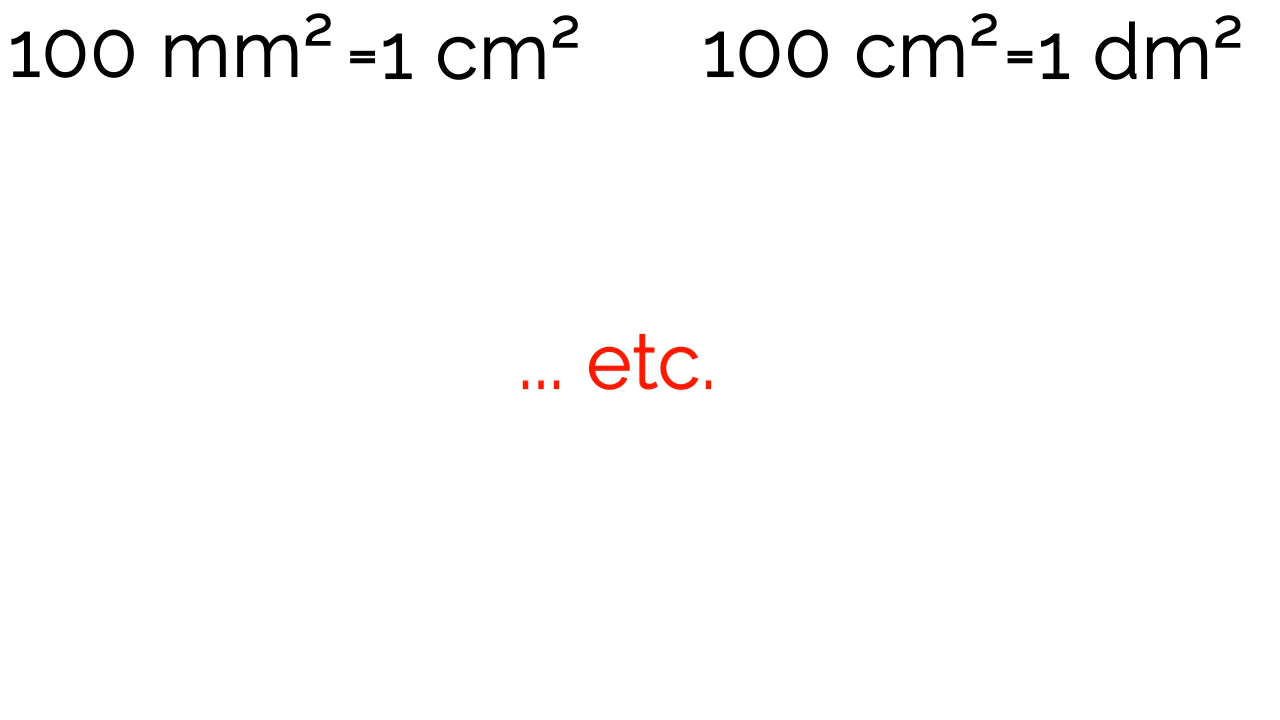 100 mm² =1 cm²
100 cm²=1 dm²
... etc.